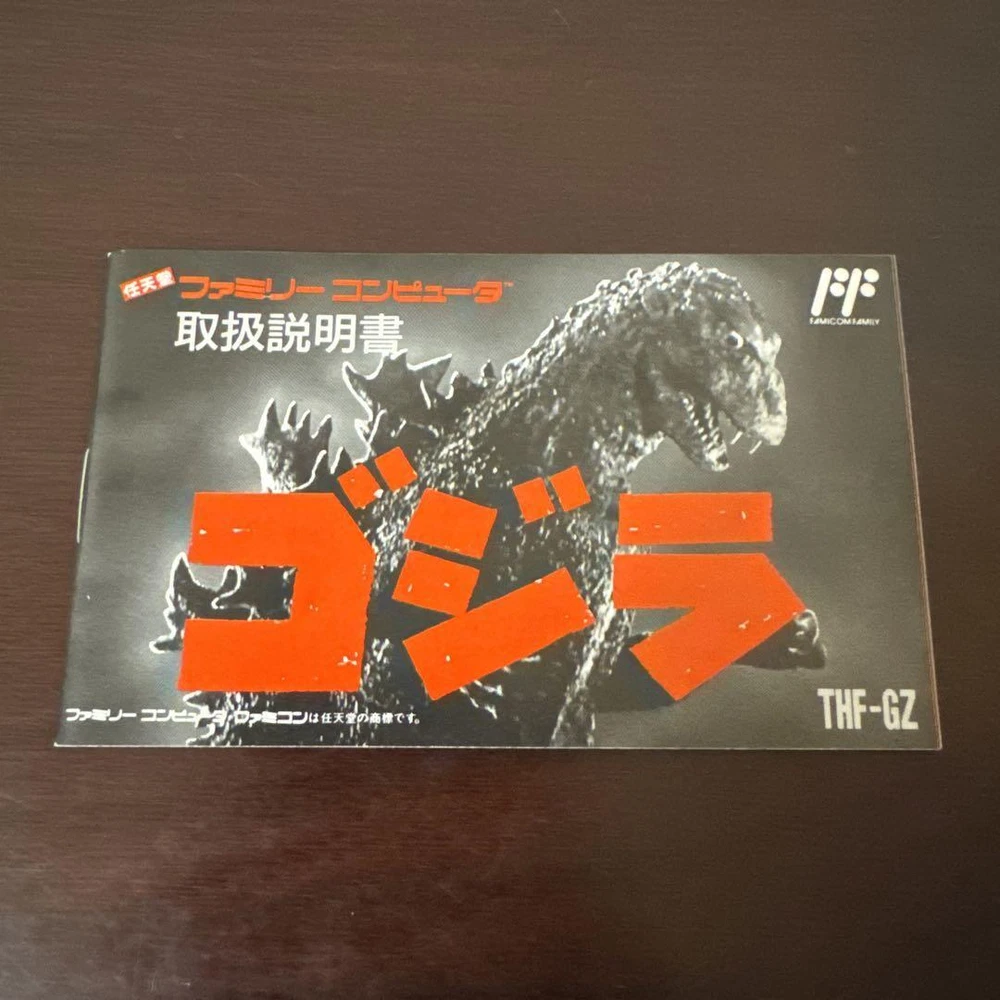 任天堂 ファミリー コンピュータ™
取扱説明書
FAMICOM FAMILY
ゴジラ
THF-GZ
ファミリー コンピュータ・ファミコンは任天堂の商標です。